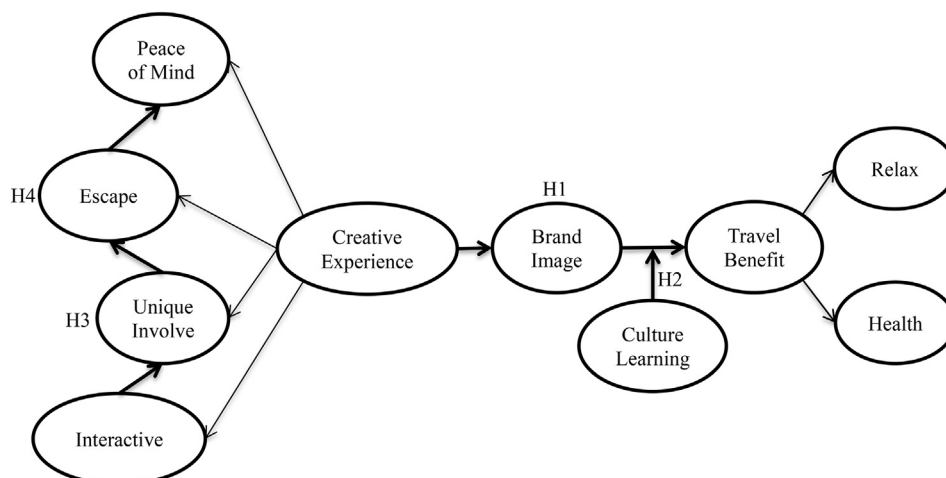 Peace
of Mind
H4
Escape
H3
Unique
Involve
Interactive
Creative
Experience
H1
Brand
Image
H2
Culture
Learning
Travel
Benefit
Relax
Health